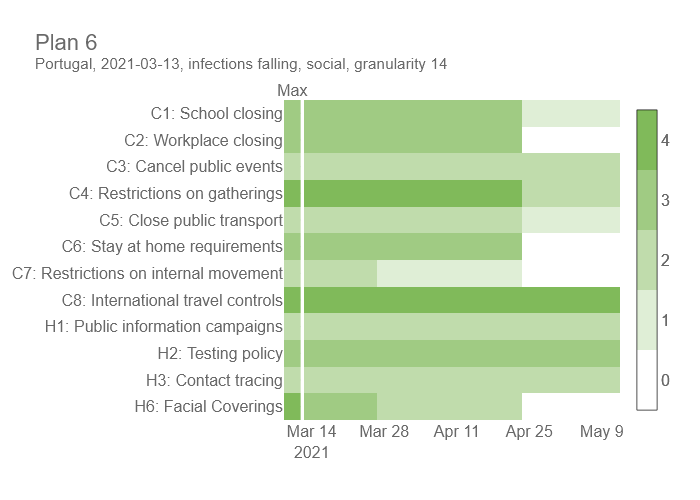 Plan 6
Portugal, 2021-03-13, infections falling, social, granularity 14
Max
C1: School closing
C2: Workplace closing
C3: Cancel public events
C4: Restrictions on gatherings
C5: Close public transport
C6: Stay at home requirements
C7: Restrictions on internal movement
C8: International travel controls
H1: Public information campaigns
H2: Testing policy
H3: Contact tracing
H6: Facial Coverings
Mar 14 Mar 28 Apr 11 Apr 25 May 9
2021
4
3
2
1
0